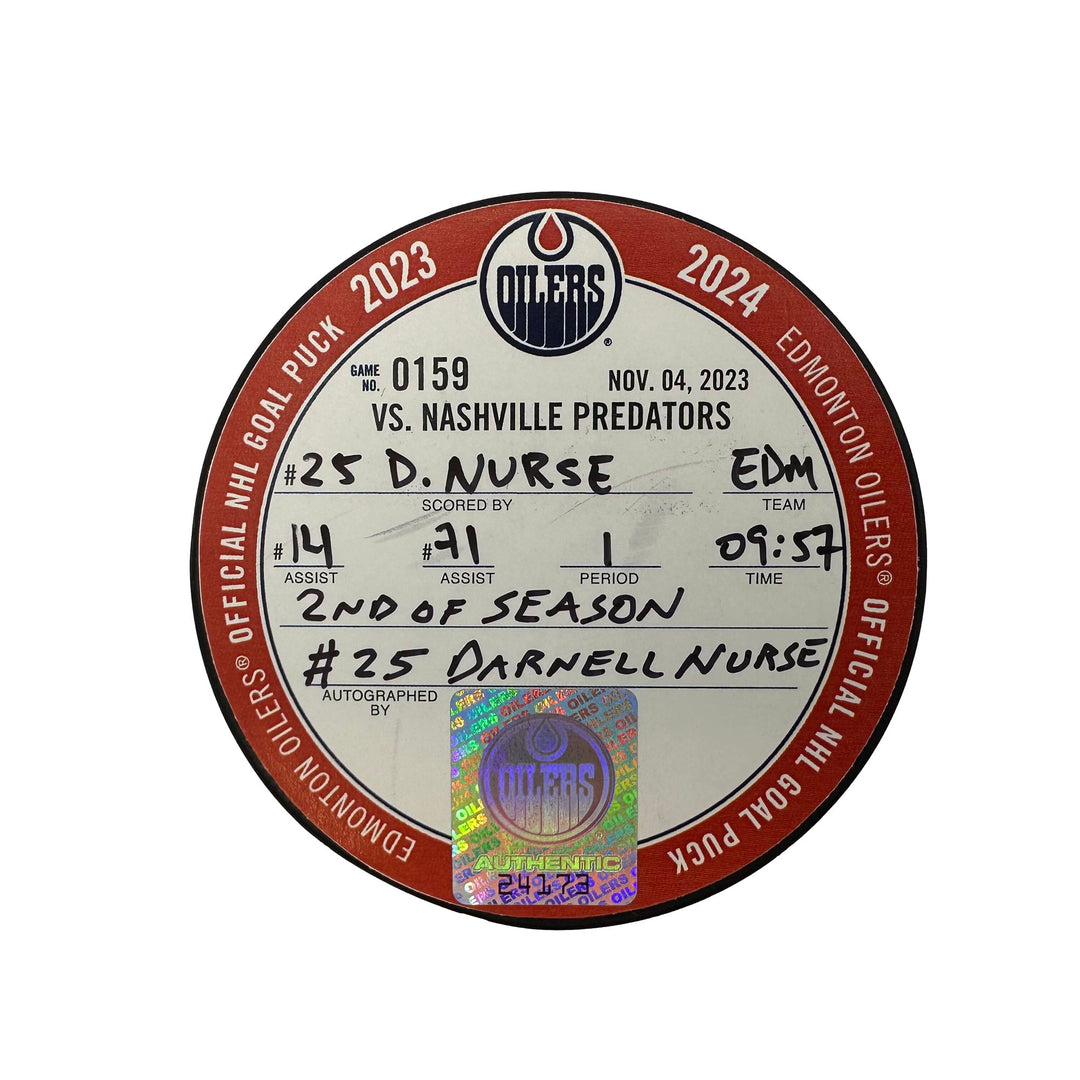 2023
2024
EDMONTON OILERS® OFFICIAL NHL GOAL PUCK
EDMONTON OILERS® OFFICIAL NHL GOAL PUCK
OILERS
®
GAME NO. 0159
NOV. 04, 2023
VS. NASHVILLE PREDATORS
#25 D. NURSE EDM
SCORED BY TEAM
#14 #71 1 09:57
ASSIST ASSIST PERIOD TIME
2ND OF SEASON
#25 DARNELL NURSE
AUTOGRAPHED
BY
OILERS
AUTHENTIC
24173